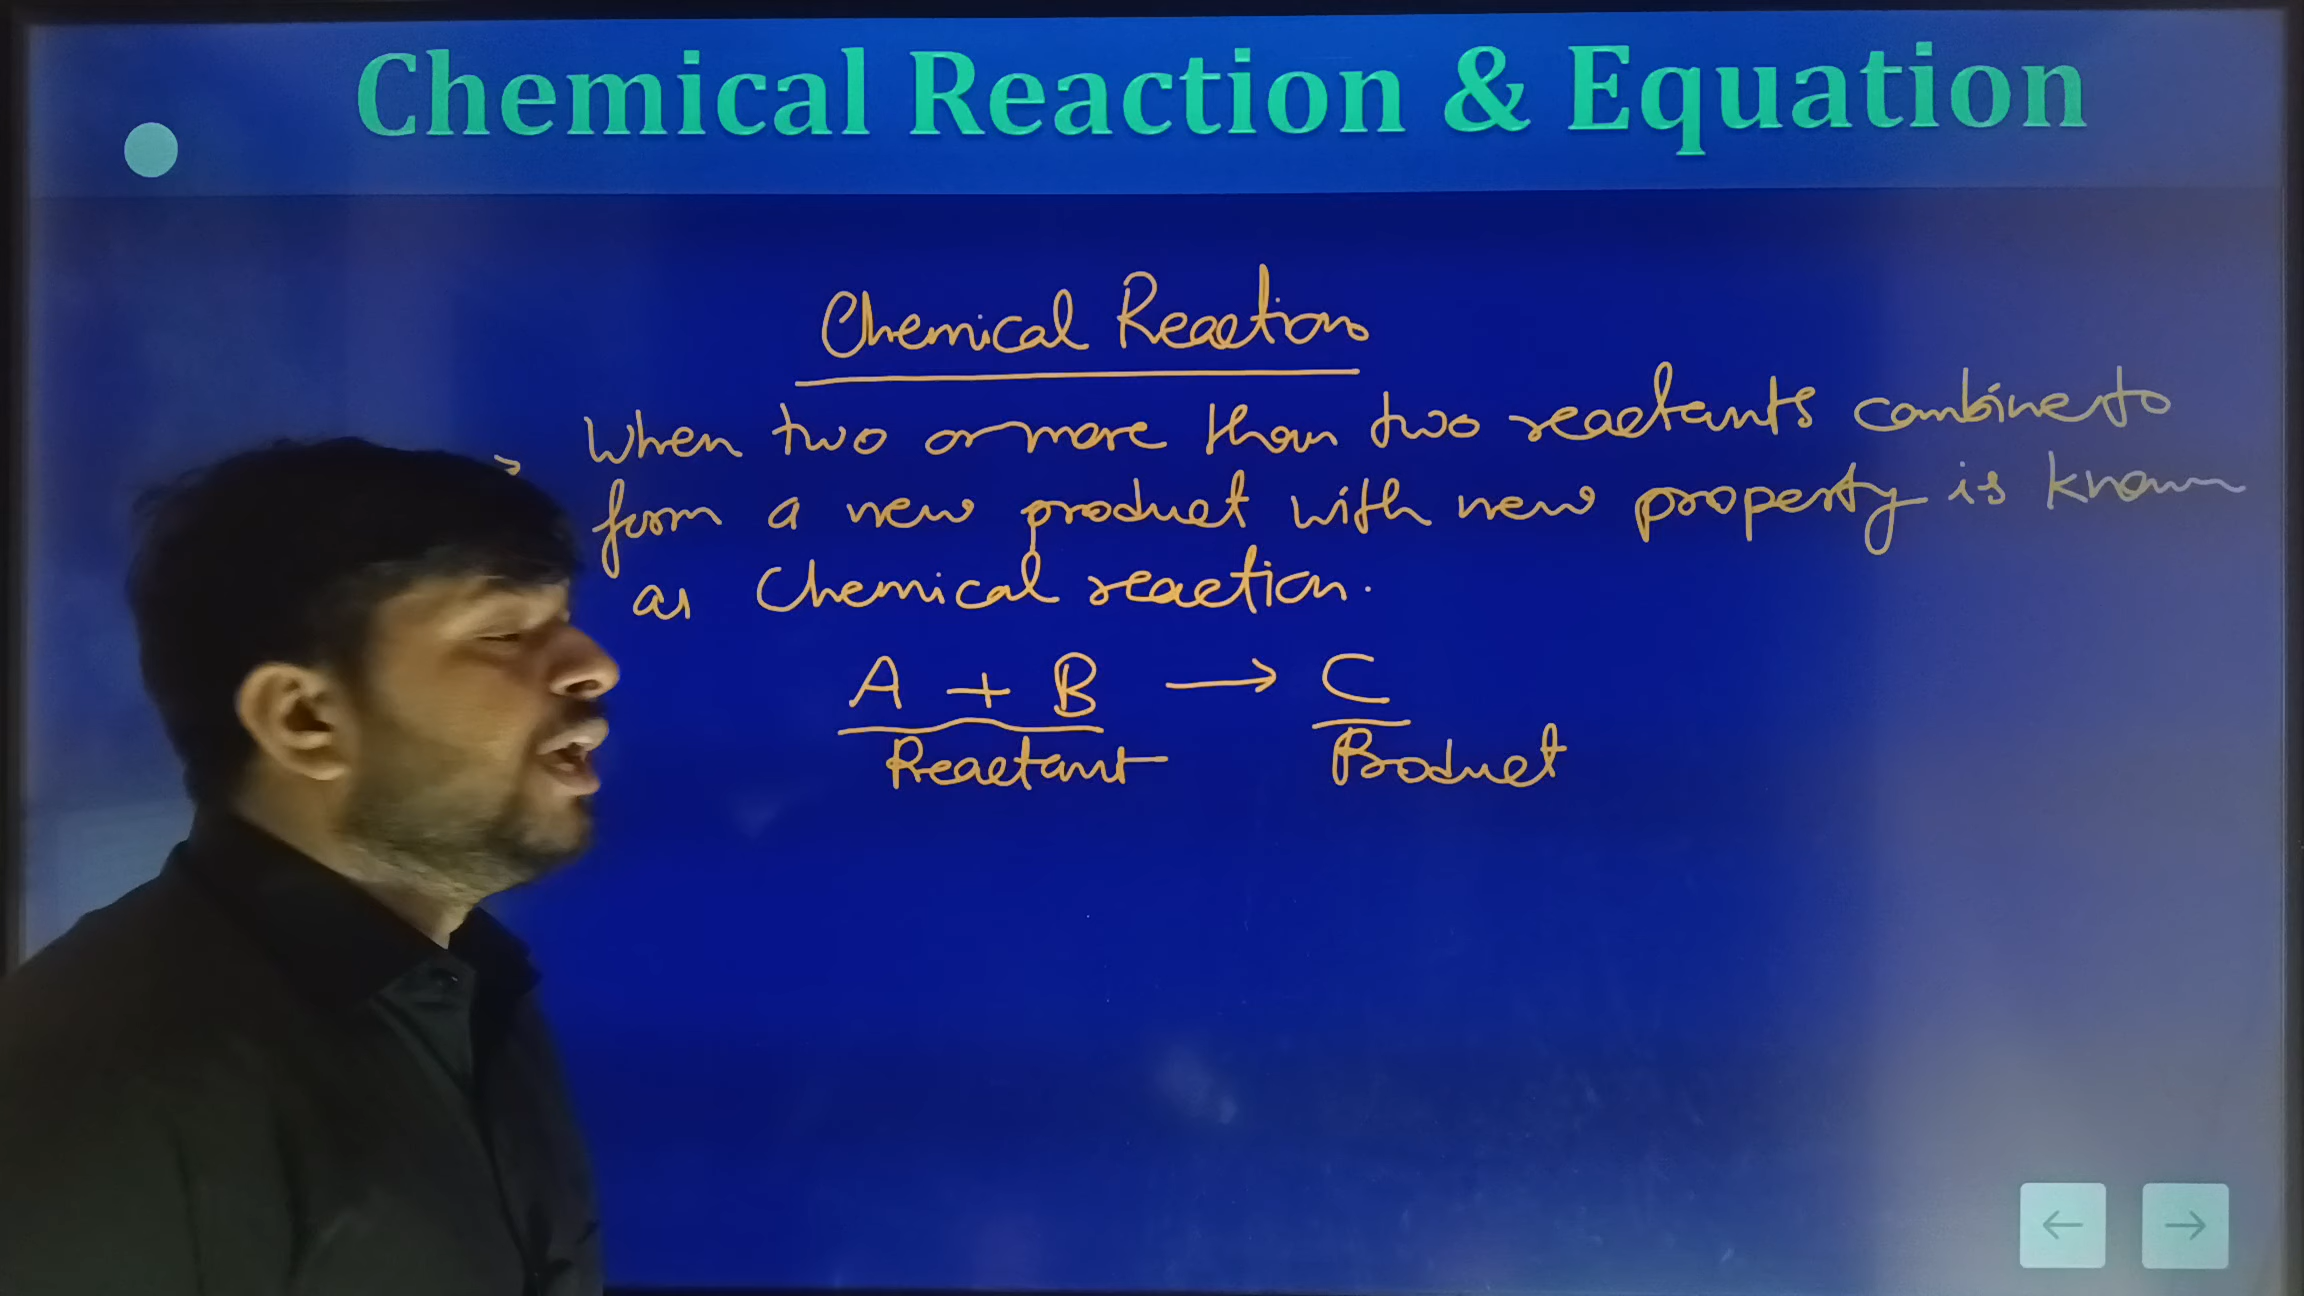 Chemical Reaction & Equation
Chemical Reaction
→ When two or more than two reactants combine to
form a new product with new property is known
as Chemical reaction.
A + B → C
Reactant Product
← →